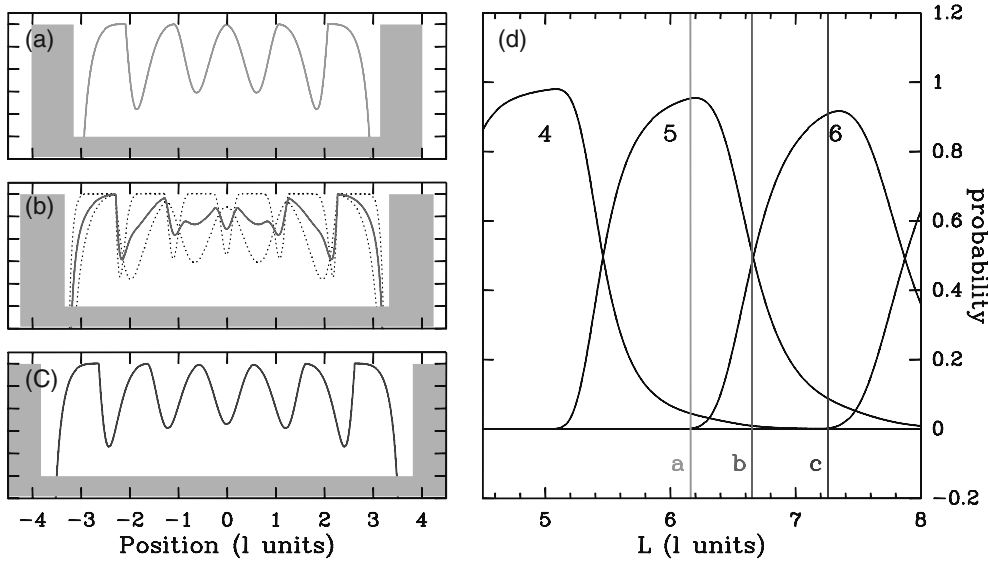 (a)
(b)
(C)
−4 −3 −2 −1 0 1 2 3 4
Position (l units)
(d)
4
5
6
a
b
c
1.2
1
0.8
0.6
0.4
0.2
0
−0.2
probability
5 6 7 8
L (l units)